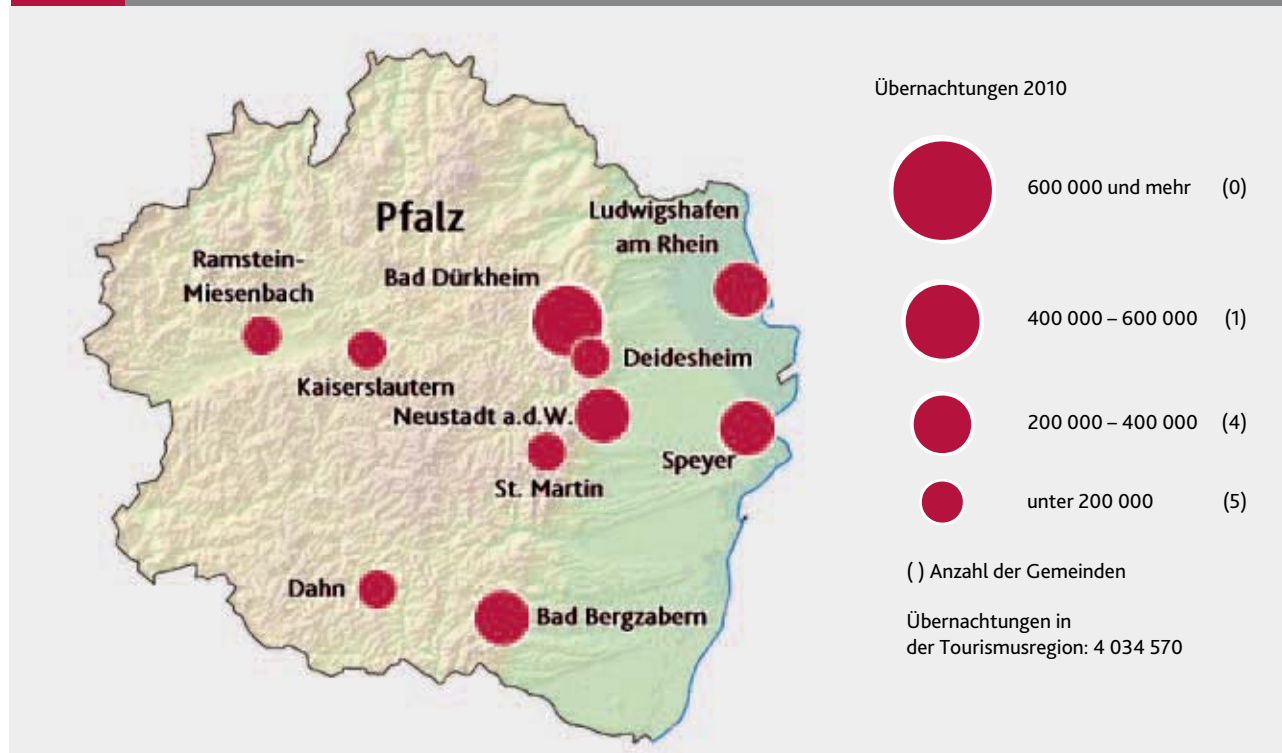 Pfalz
Ludwigshafen
am Rhein
Ramstein-
Miesenbach
Bad Dürkheim
Kaiserslautern
Deidesheim
Neustadt a.d.W.
St. Martin
Speyer
Dahn
Bad Bergzabern
Übernachtungen 2010
600 000 und mehr (0)
400 000 – 600 000 (1)
200 000 – 400 000 (4)
unter 200 000 (5)
( ) Anzahl der Gemeinden
Übernachtungen in
der Tourismusregion: 4 034 570